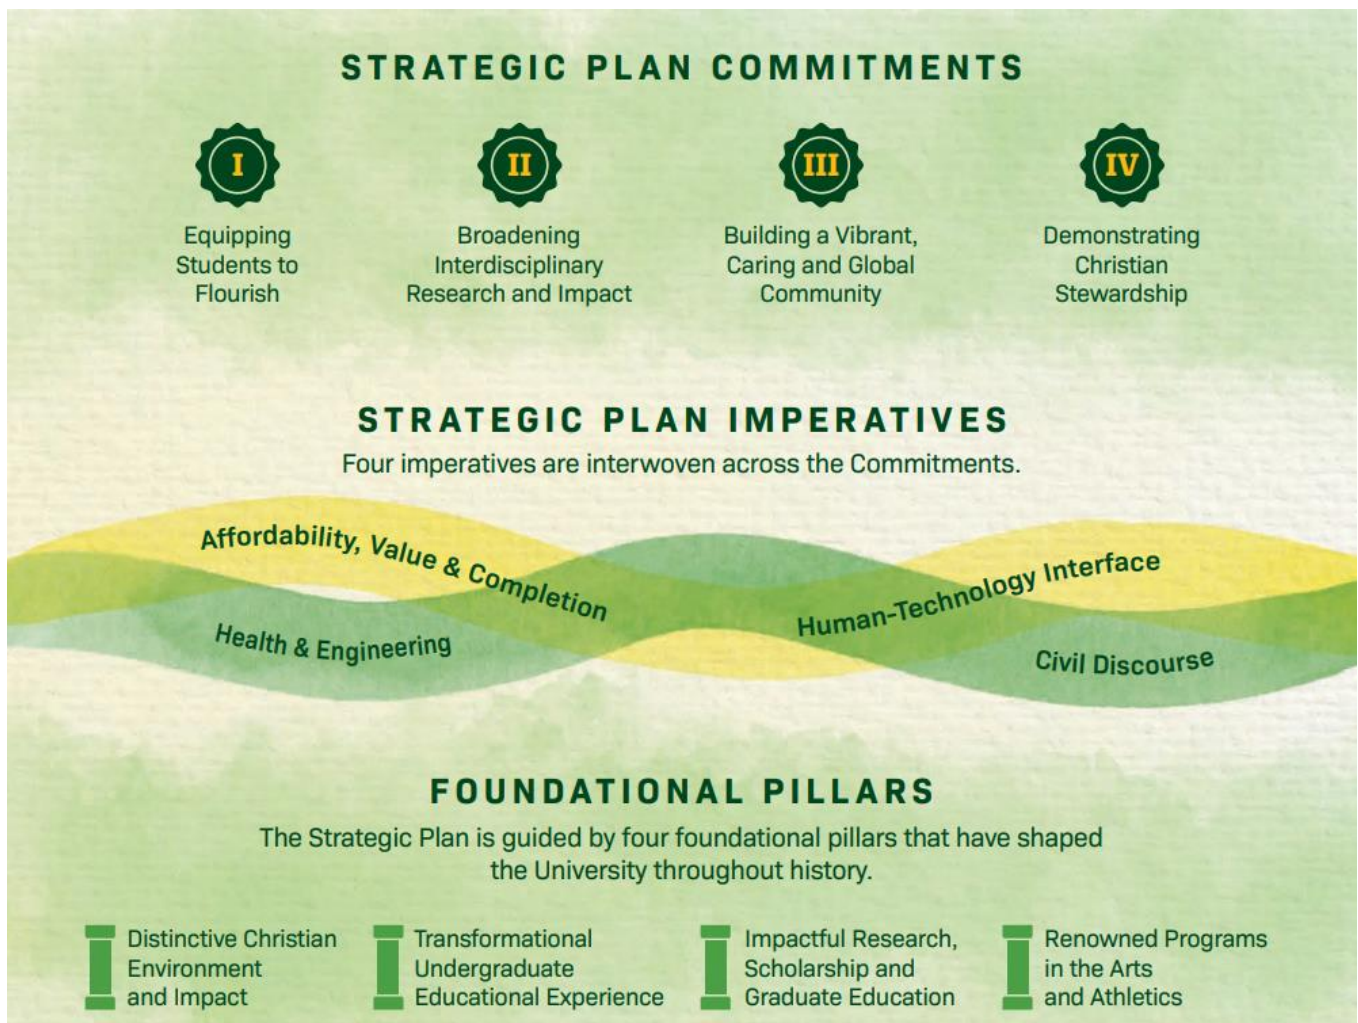 STRATEGIC PLAN COMMITMENTS
I
Equipping
Students to
Flourish
II
Broadening
Interdisciplinary
Research and Impact
III
Building a Vibrant,
Caring and Global
Community
IV
Demonstrating
Christian
Stewardship
STRATEGIC PLAN IMPERATIVES
Four imperatives are interwoven across the Commitments.
Affordability, Value & Completion
Health & Engineering
Human-Technology Interface
Civil Discourse
FOUNDATIONAL PILLARS
The Strategic Plan is guided by four foundational pillars that have shaped
the University throughout history.
Distinctive Christian
Environment
and Impact
Transformational
Undergraduate
Educational Experience
Impactful Research,
Scholarship and
Graduate Education
Renowned Programs
in the Arts
and Athletics